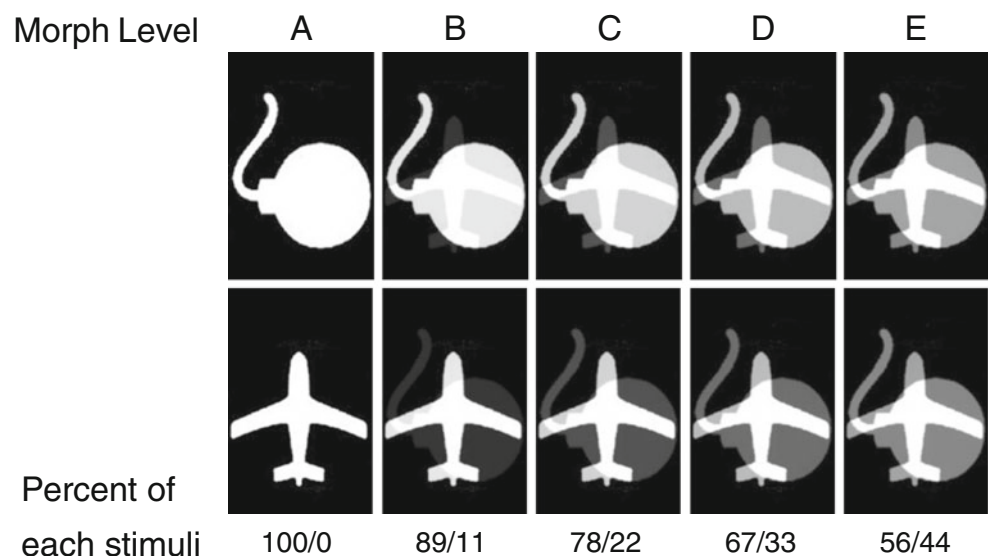 Morph Level A B C D E
Percent of
each stimuli 100/0 89/11 78/22 67/33 56/44